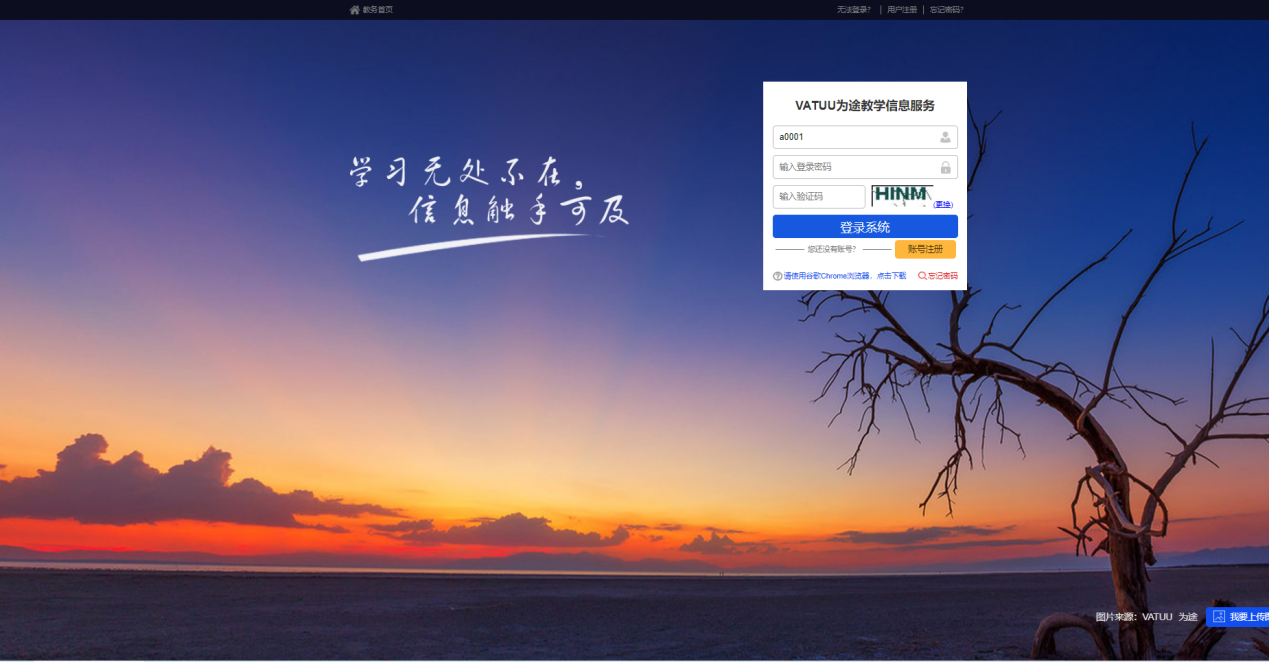 教务首页
无法登录? | 用户注册 | 忘记密码?
VATUU为途教学信息服务
a0001
输入登录密码
输入验证码 HINM (更换)
登录系统
您还没有账号? 账号注册
请使用谷歌Chrome浏览器，点击下载 忘记密码
学习无处不在，
信息触手可及
图片来源：VATUU 为途 我要上传图